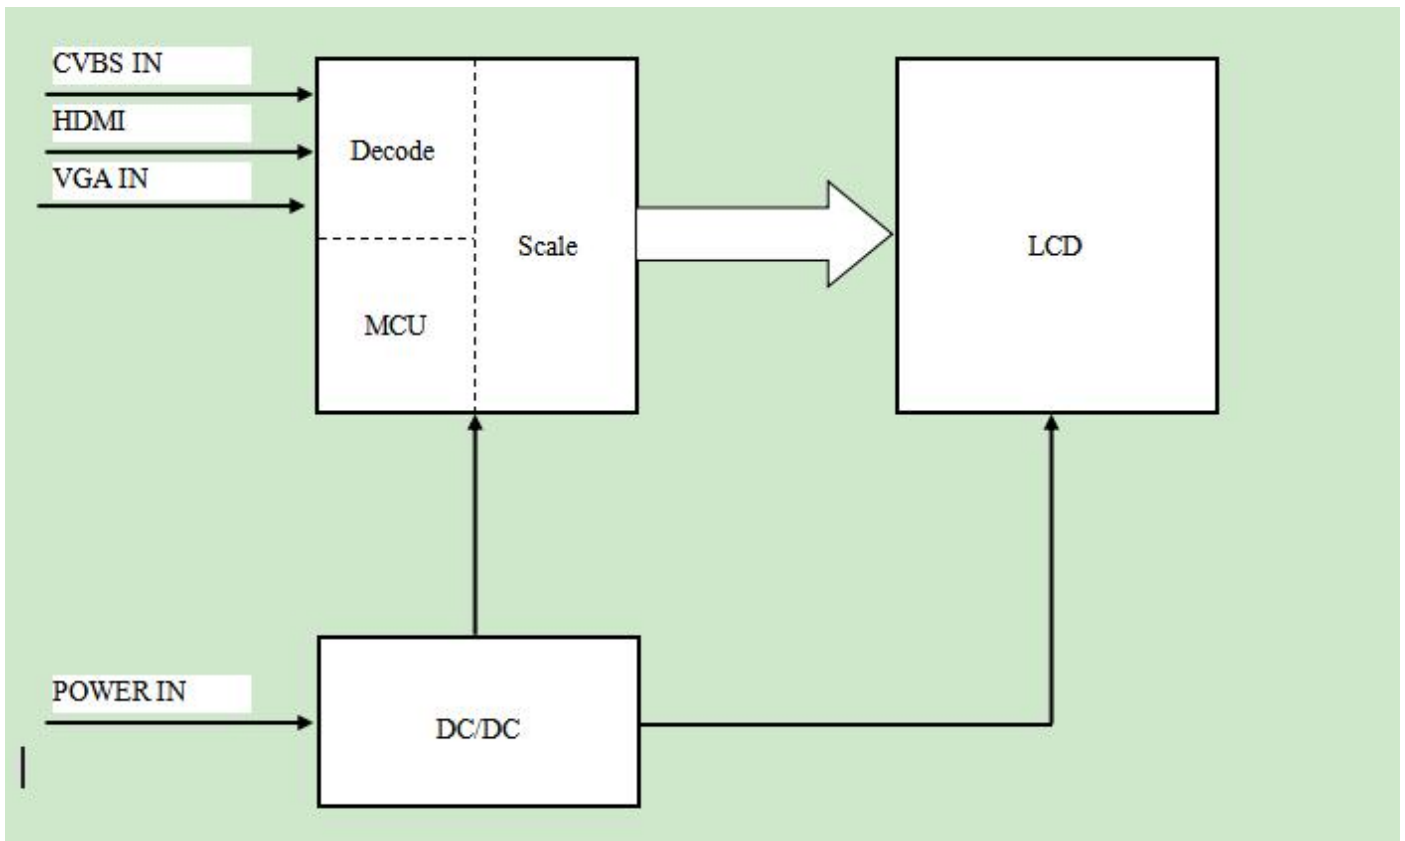 CVBS IN
HDMI
VGA IN
Decode
Scale
MCU
LCD
POWER IN
DC/DC